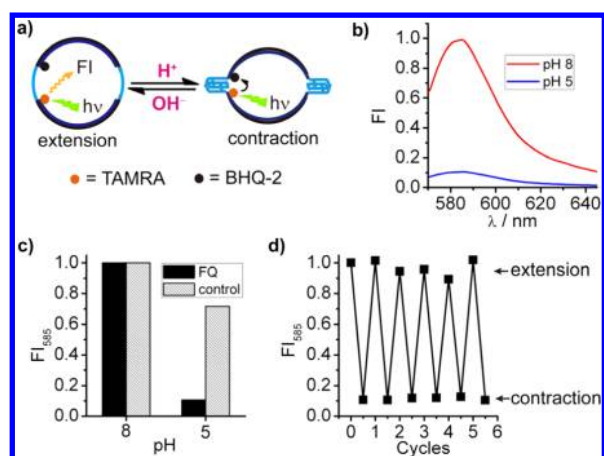 a)
FI
hν
extension
H⁺
OH⁻
hν
contraction
= TAMRA
= BHQ-2
b)
FI
1.0
0.8
0.6
0.4
0.2
0.0
pH 8
pH 5
580 600 620 640
λ / nm
c)
FI₅₈₅
1.0
0.8
0.6
0.4
0.2
0.0
FQ
control
8 5
pH
d)
FI₅₈₅
1.0
0.8
0.6
0.4
0.2
0.0
extension
contraction
0 1 2 3 4 5 6
Cycles